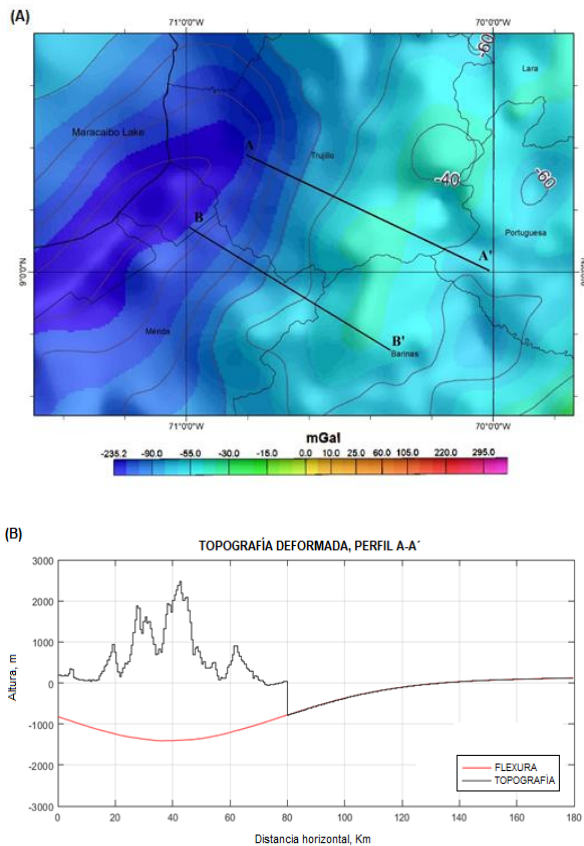 (A)
71°0'0"W
70°0'0"W
-60
Lara
Maracaibo Lake
A
Trujillo
-40
-60
B
Portuguesa
A'
9°0'0"N
Mérida
B'
Barinas
71°0'0"W
70°0'0"W
mGal
-235.2 -90.0 -55.0 -30.0 -15.0 0.0 10.0 25.0 60.0 105.0 220.0 295.0
(B)
TOPOGRAFÍA DEFORMADA, PERFIL A-A´
3000
2000
1000
0
-1000
-2000
-3000
Altura, m
FLEXURA
TOPOGRAFÍA
0 20 40 60 80 100 120 140 160 180
Distancia horizontal, Km